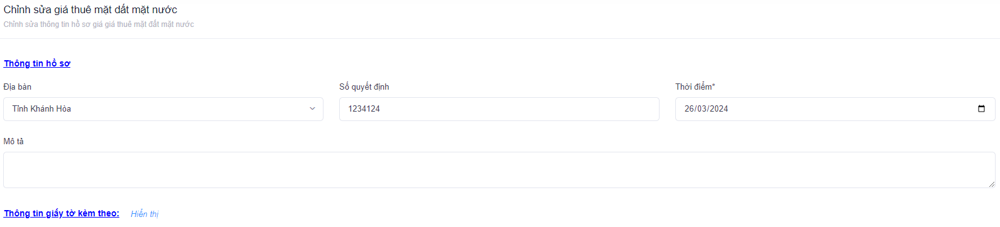 Chỉnh sửa giá thuê mặt dất mặt nước
Chỉnh sửa thông tin hồ sơ giá giá thuê mặt đất mặt nước
Thông tin hồ sơ
Địa bàn
Số quyết định
Thời điểm*
Tỉnh Khánh Hòa
1234124
26/03/2024
Mô tả
Thông tin giấy tờ kèm theo: Hiển thị